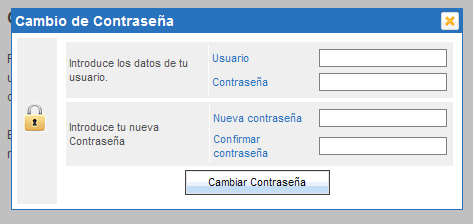 Cambio de Contraseña
Introduce los datos de tu
usuario.
Usuario
Contraseña
Introduce tu nueva
Contraseña
Nueva contraseña
Confirmar
contraseña
Cambiar Contraseña